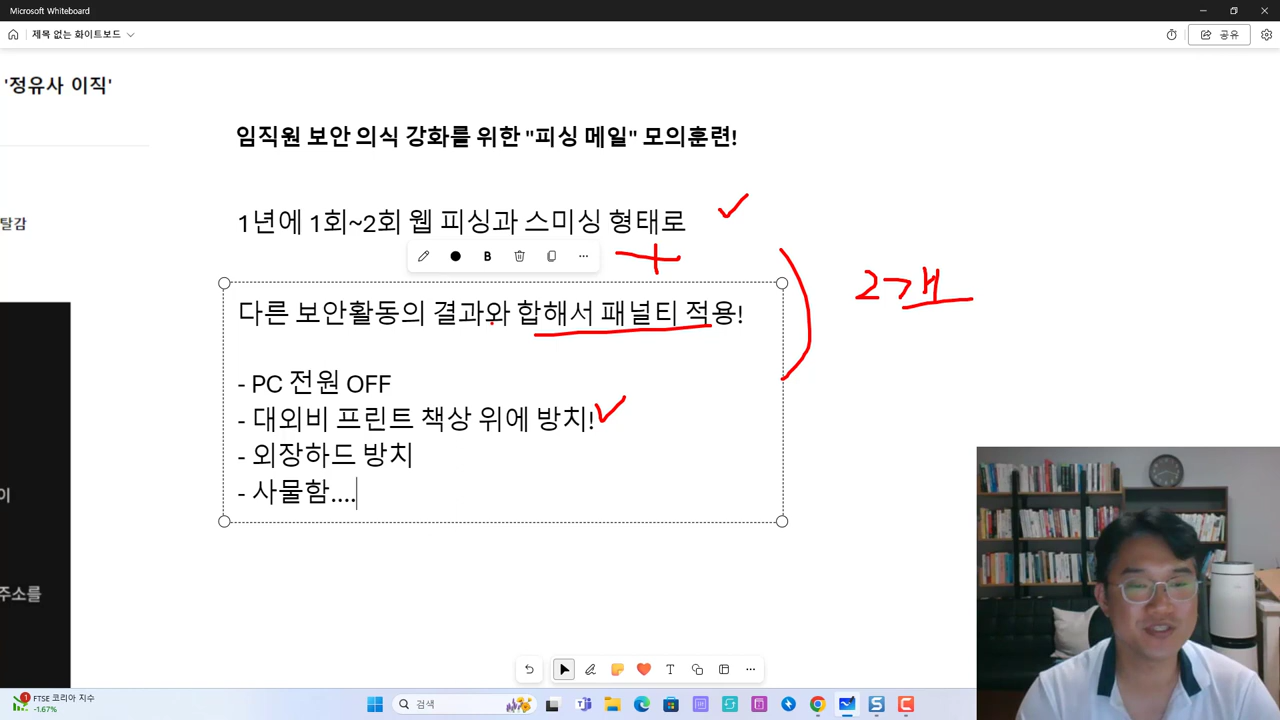 Microsoft Whiteboard
제목 없는 화이트보드
공유
'정유사 이직'
임직원 보안 의식 강화를 위한 "피싱 메일" 모의훈련!
탈감
1년에 1회~2회 웹 피싱과 스미싱 형태로
B
2개
다른 보안활동의 결과와 합해서 패널티 적용!
- PC 전원 OFF
- 대외비 프린트 책상 위에 방치!
- 외장하드 방치
- 사물함....
이
주소를
T
1
FTSE 코리아 지수
-1.67%
검색